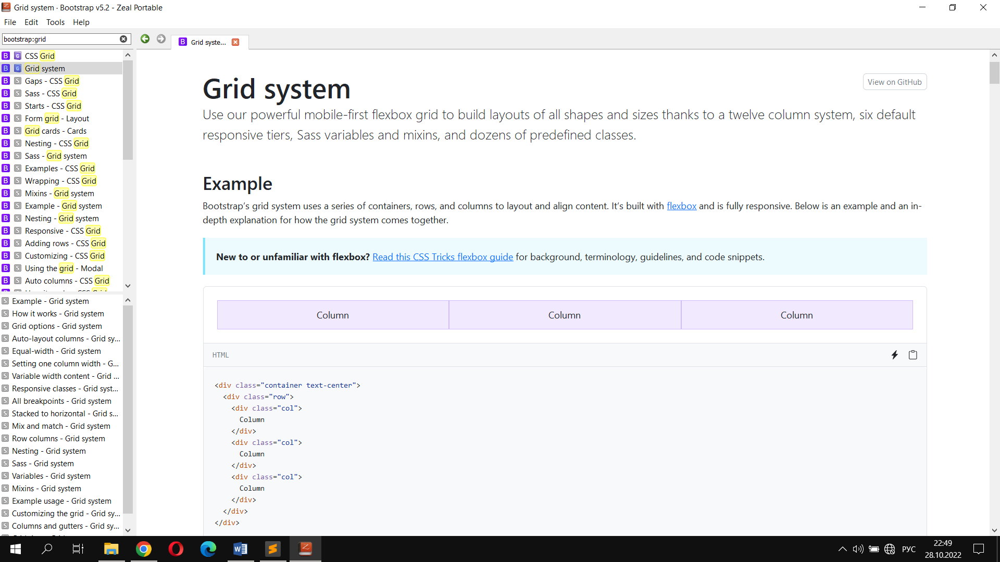 Grid system · Bootstrap v5.2 - Zeal Portable
File Edit Tools Help
bootstrap:grid
Grid syste...
CSS Grid
Grid system
Gaps - CSS Grid
Sass - CSS Grid
Starts - CSS Grid
Form grid - Layout
Grid cards - Cards
Nesting - CSS Grid
Sass - Grid system
Examples - CSS Grid
Wrapping - CSS Grid
Mixins - Grid system
Example - Grid system
Nesting - Grid system
Responsive - CSS Grid
Adding rows - CSS Grid
Customizing - CSS Grid
Using the grid - Modal
Auto columns - CSS Grid
Example - Grid system
How it works - Grid system
Grid options - Grid system
Auto-layout columns - Grid sy...
Equal-width - Grid system
Setting one column width - G...
Variable width content - Grid ...
Responsive classes - Grid syst...
All breakpoints - Grid system
Stacked to horizontal - Grid s...
Mix and match - Grid system
Row columns - Grid system
Nesting - Grid system
Sass - Grid system
Variables - Grid system
Mixins - Grid system
Example usage - Grid system
Customizing the grid - Grid sy...
Columns and gutters - Grid sy...
Grid system
View on GitHub
Use our powerful mobile-first flexbox grid to build layouts of all shapes and sizes thanks to a twelve column system, six default
responsive tiers, Sass variables and mixins, and dozens of predefined classes.
Example
Bootstrap’s grid system uses a series of containers, rows, and columns to layout and align content. It’s built with flexbox and is fully responsive. Below is an example and an in-
depth explanation for how the grid system comes together.
New to or unfamiliar with flexbox? Read this CSS Tricks flexbox guide for background, terminology, guidelines, and code snippets.
Column Column Column
HTML
<div class="container text-center">
  <div class="row">
    <div class="col">
      Column
    </div>
    <div class="col">
      Column
    </div>
    <div class="col">
      Column
    </div>
  </div>
</div>
РУС
22:49
28.10.2022